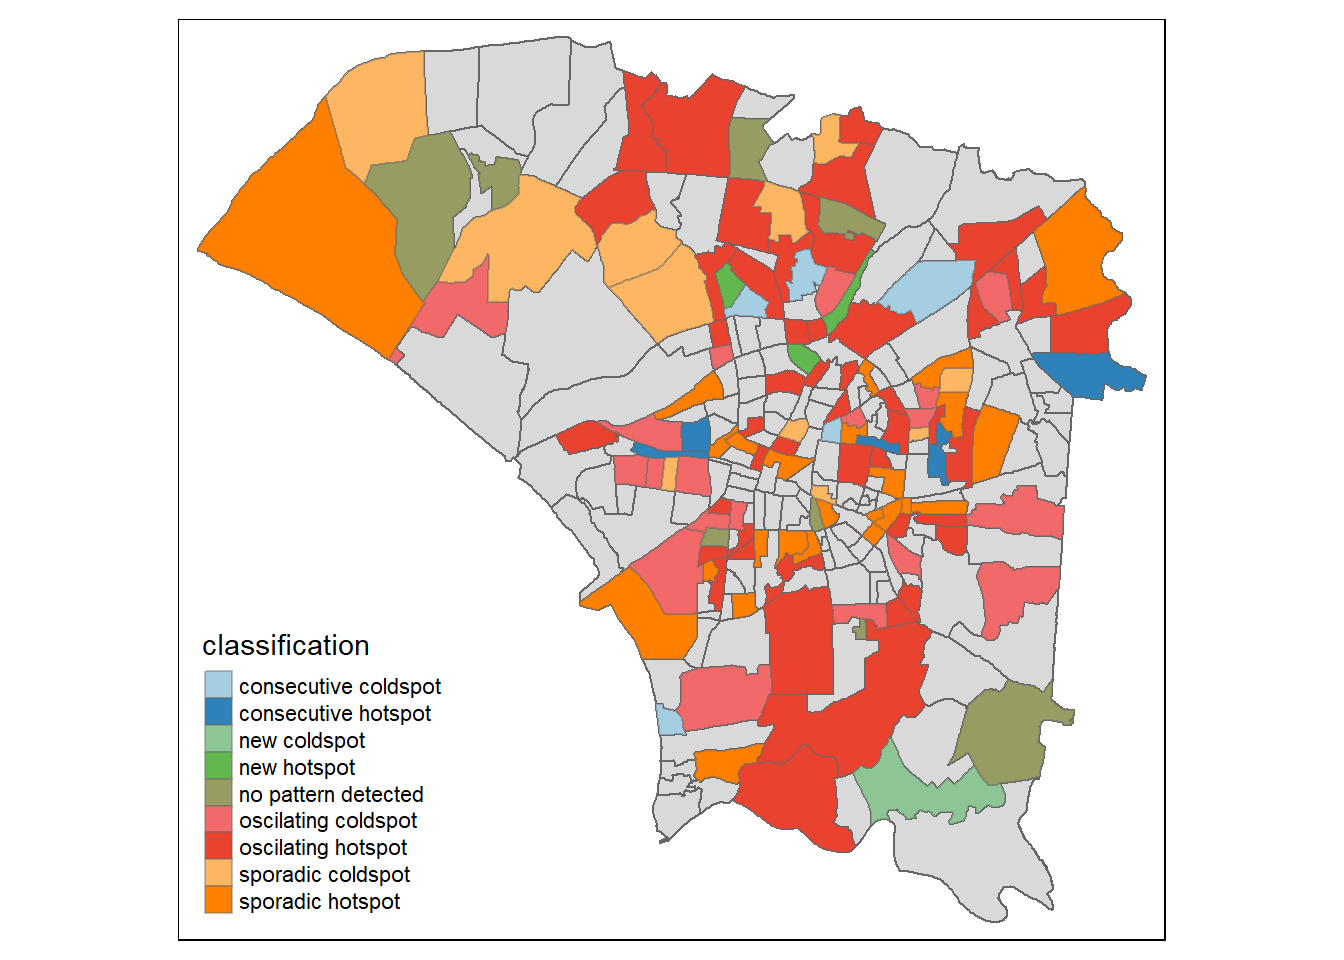 classification
consecutive coldspot
consecutive hotspot
new coldspot
new hotspot
no pattern detected
oscilating coldspot
oscilating hotspot
sporadic coldspot
sporadic hotspot